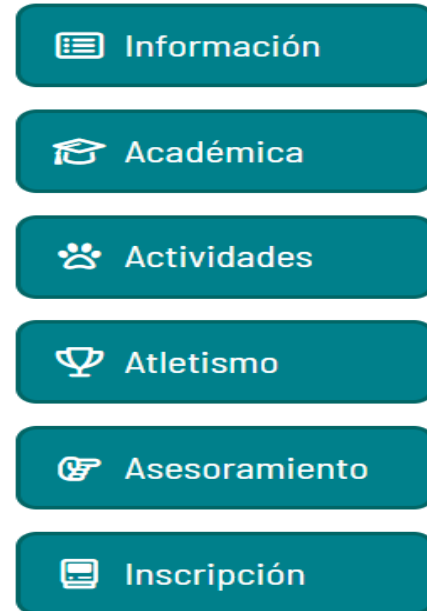 Información
Académica
Actividades
Atletismo
Asesoramiento
Inscripción